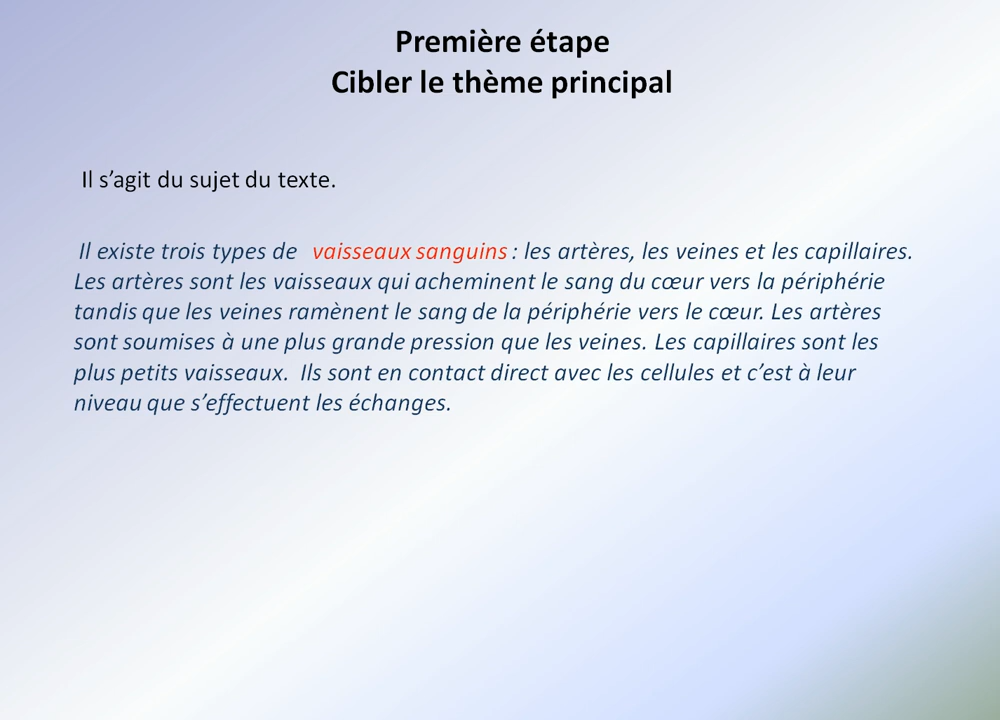 Première étape
Cibler le thème principal
Il s’agit du sujet du texte.
Il existe trois types de vaisseaux sanguins : les artères, les veines et les capillaires.
Les artères sont les vaisseaux qui acheminent le sang du cœur vers la périphérie
tandis que les veines ramènent le sang de la périphérie vers le cœur. Les artères
sont soumises à une plus grande pression que les veines. Les capillaires sont les
plus petits vaisseaux. Ils sont en contact direct avec les cellules et c’est à leur
niveau que s’effectuent les échanges.